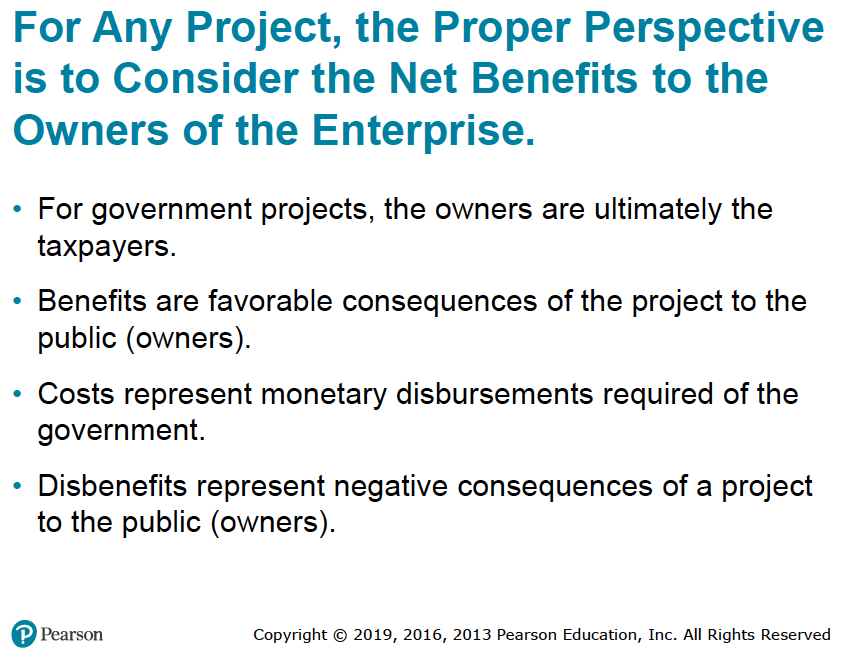 For Any Project, the Proper Perspective
is to Consider the Net Benefits to the
Owners of the Enterprise.
• For government projects, the owners are ultimately the
taxpayers.
• Benefits are favorable consequences of the project to the
public (owners).
• Costs represent monetary disbursements required of the
government.
• Disbenefits represent negative consequences of a project
to the public (owners).
Pearson
Copyright © 2019, 2016, 2013 Pearson Education, Inc. All Rights Reserved